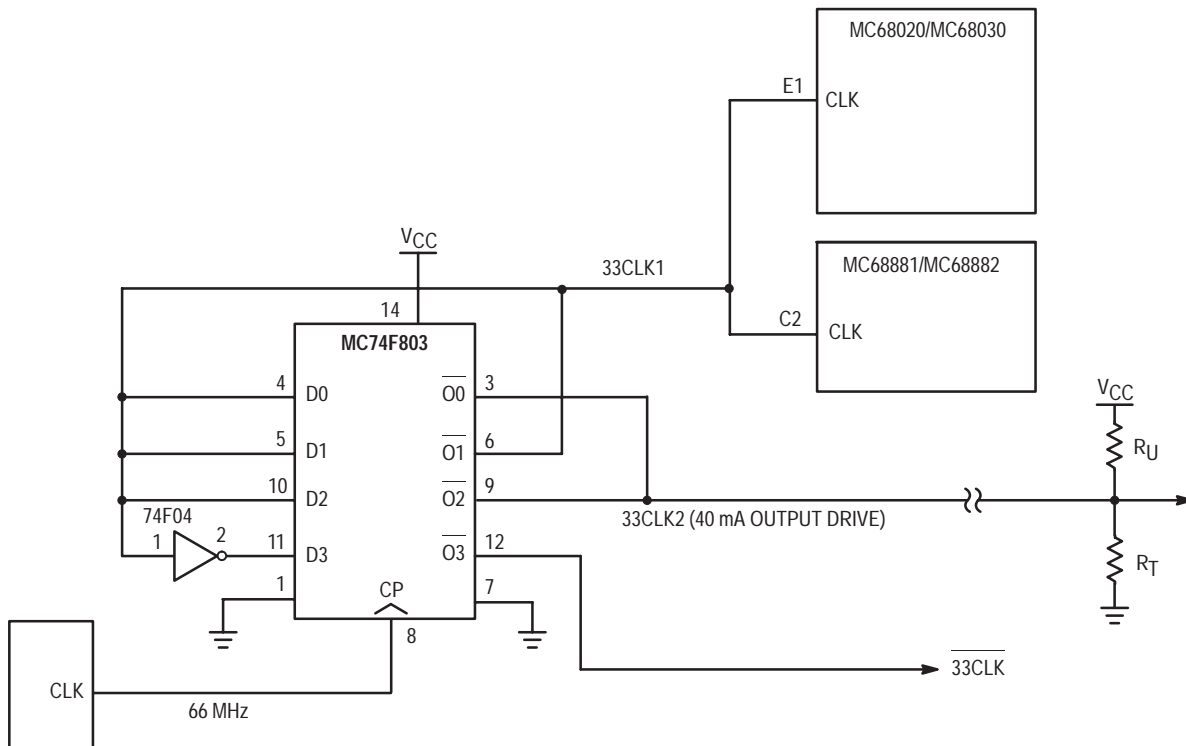 MC68020/MC68030
E1
CLK
MC68881/MC68882
C2
CLK
VCC
33CLK1
14
MC74F803
4 D0
5 D1
10 D2
74F04
1 2
11 D3
1
O0 3
O1 6
O2 9
O3 12
7
CP
8
33CLK2 (40 mA OUTPUT DRIVE)
VCC
RU
RT
33CLK
CLK
66 MHz